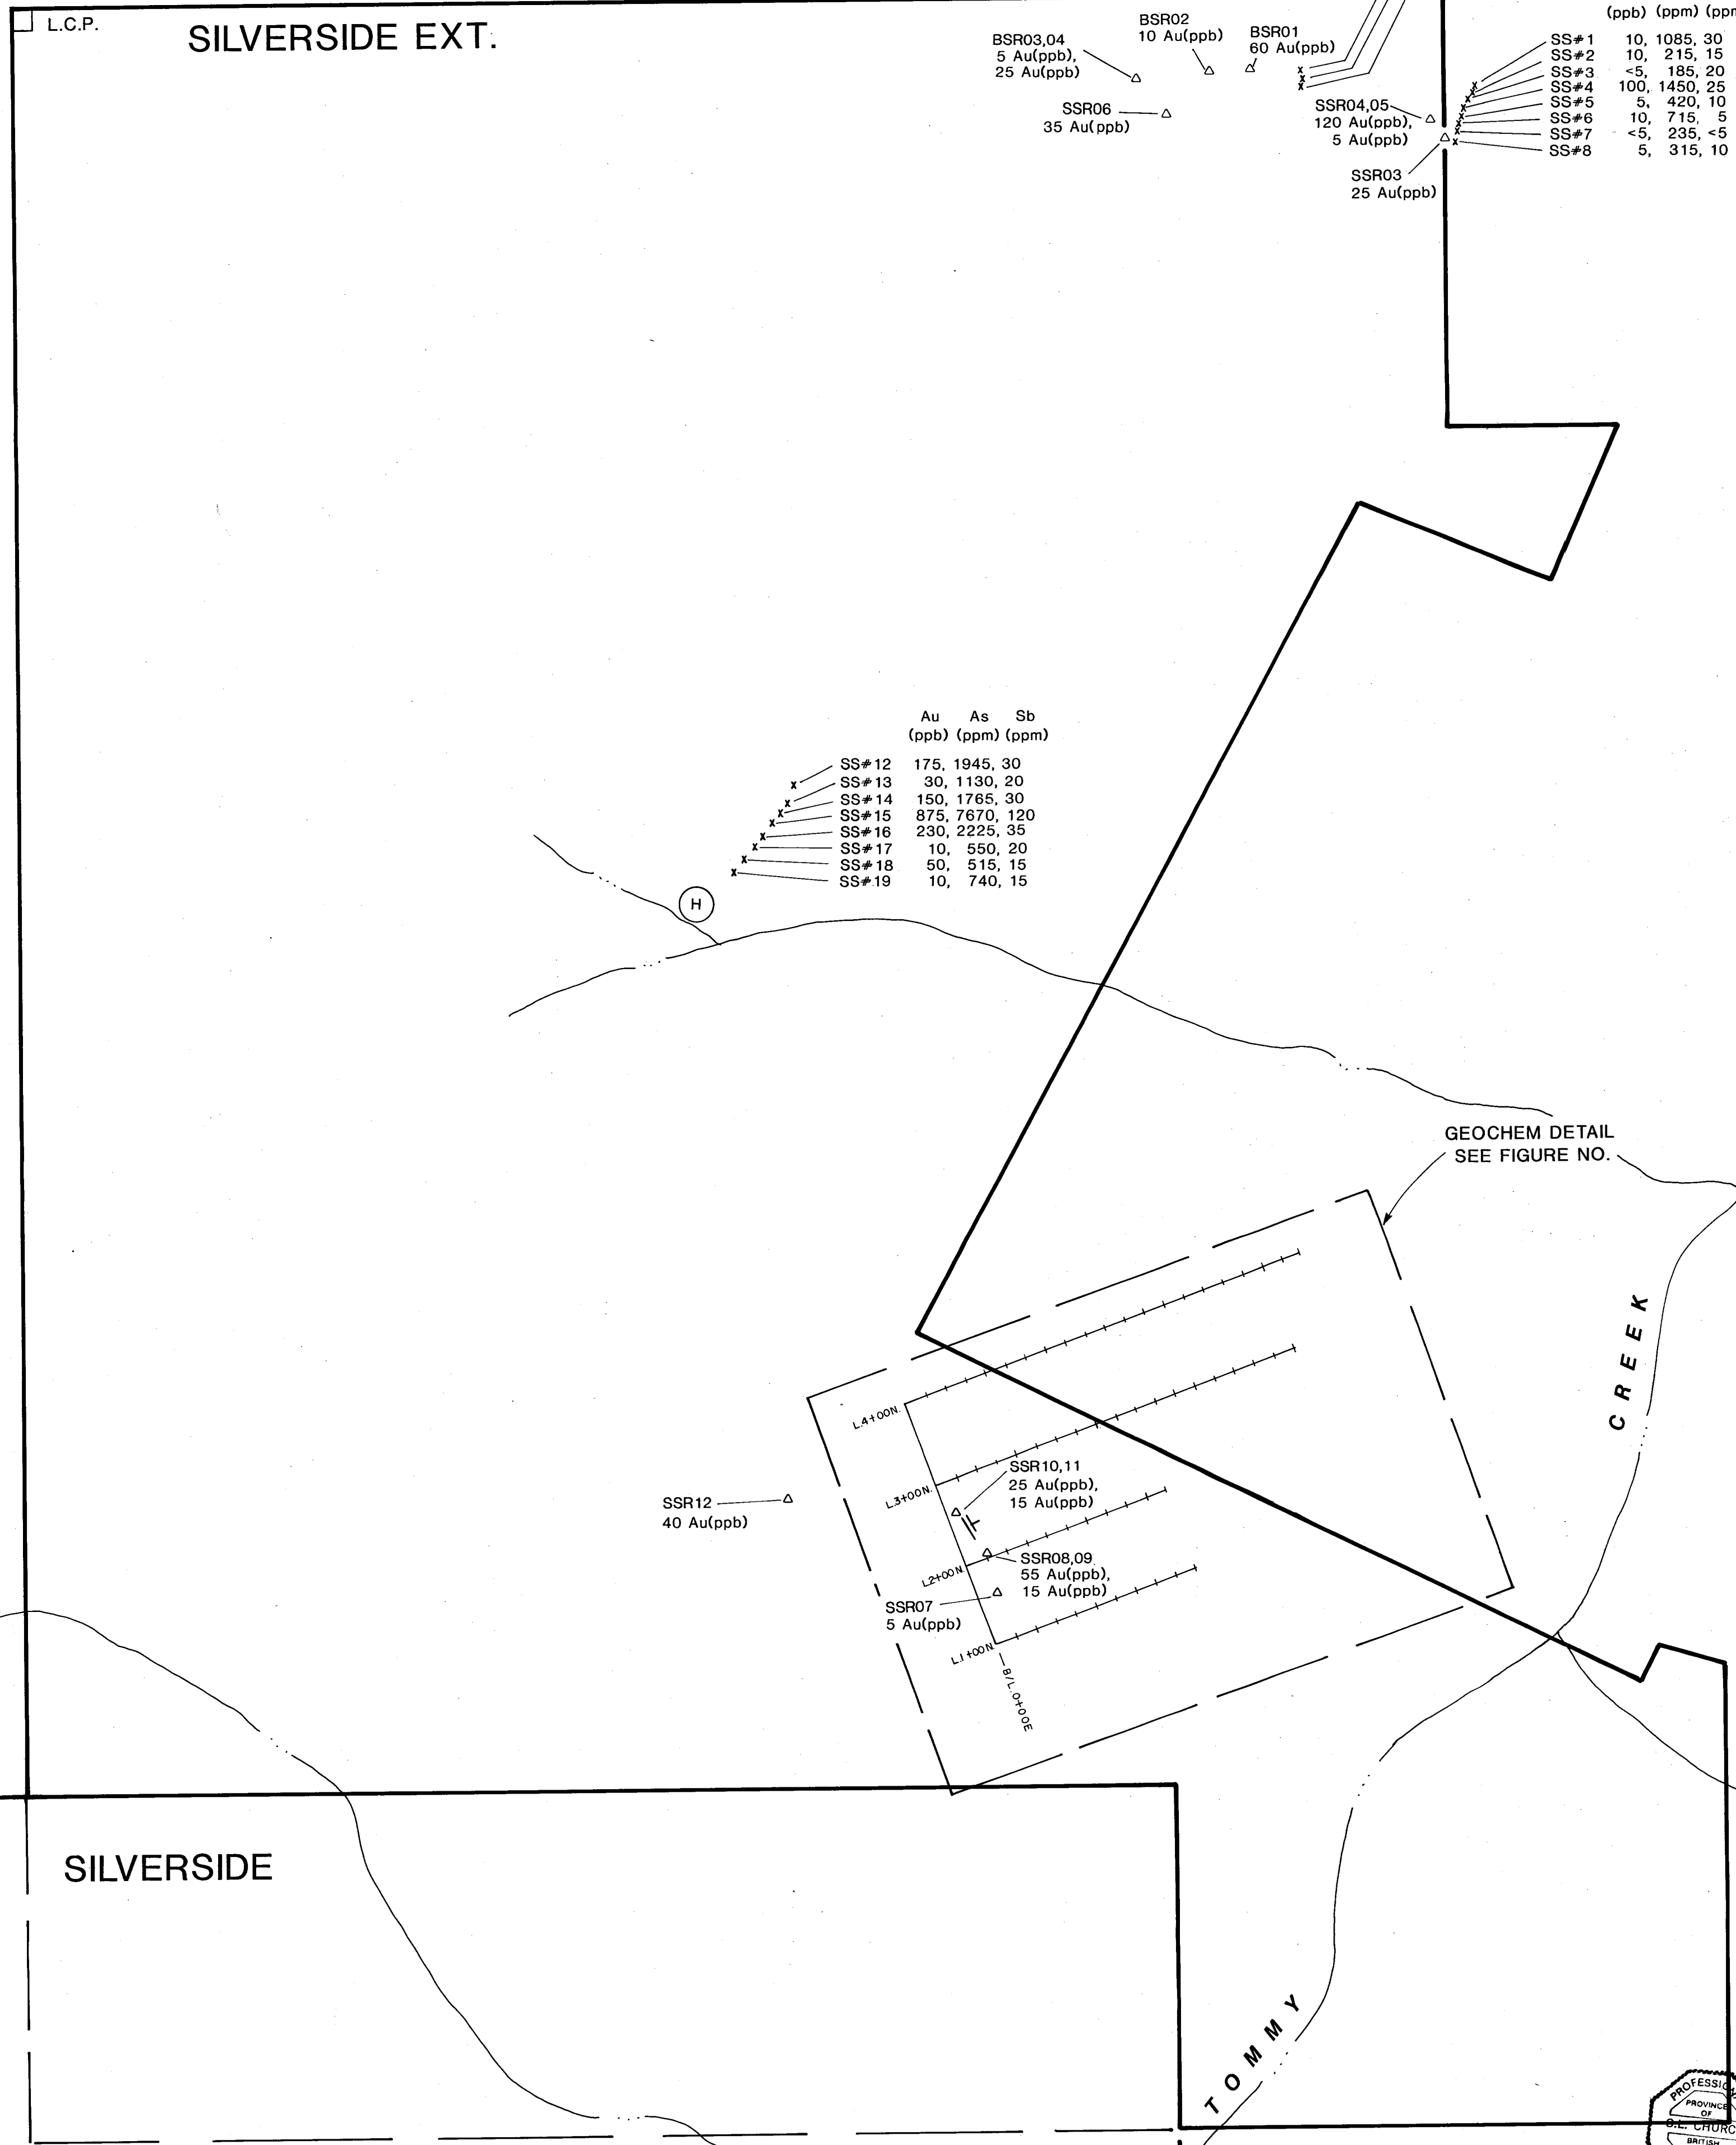 L.C.P.
SILVERSIDE EXT.
BSR03,04
5 Au(ppb),
25 Au(ppb)
BSR02
10 Au(ppb)
BSR01
60 Au(ppb)
SSR06
35 Au(ppb)
SSR04,05
120 Au(ppb),
5 Au(ppb)
SSR03
25 Au(ppb)
(ppb) (ppm) (ppm
SS#1 10, 1085, 30
SS#2 10, 215, 15
SS#3 <5, 185, 20
SS#4 100, 1450, 25
SS#5 5, 420, 10
SS#6 10, 715, 5
SS#7 <5, 235, <5
SS#8 5, 315, 10
Au As Sb
(ppb) (ppm) (ppm)
SS#12 175, 1945, 30
SS#13 30, 1130, 20
SS#14 150, 1765, 30
SS#15 875, 7670, 120
SS#16 230, 2225, 35
SS#17 10, 550, 20
SS#18 50, 515, 15
SS#19 10, 740, 15
H
GEOCHEM DETAIL
SEE FIGURE NO.
CREEK
L.4+00N.
L.3+00N.
SSR10,11
25 Au(ppb),
15 Au(ppb)
SSR12
40 Au(ppb)
L2+00N.
SSR08,09
55 Au(ppb),
15 Au(ppb)
SSR07
5 Au(ppb)
L.1+00N.
B/L.0+00E
SILVERSIDE
TOMMY
PROVINCE
OF
BRITISH